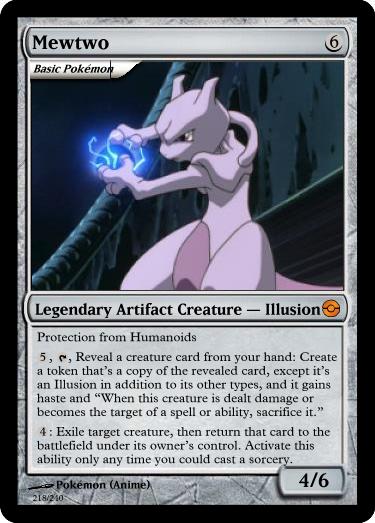 Mewtwo 6
Basic Pokémon
Legendary Artifact Creature — Illusion
Protection from Humanoids
5 , , Reveal a creature card from your hand: Create
a token that's a copy of the revealed card, except it's
an Illusion in addition to its other types, and it gains
haste and “When this creature is dealt damage or
becomes the target of a spell or ability, sacrifice it.”
4 : Exile target creature, then return that card to the
battlefield under its owner's control. Activate this
ability only any time you could cast a sorcery.
4/6
Pokémon (Anime)
218/240